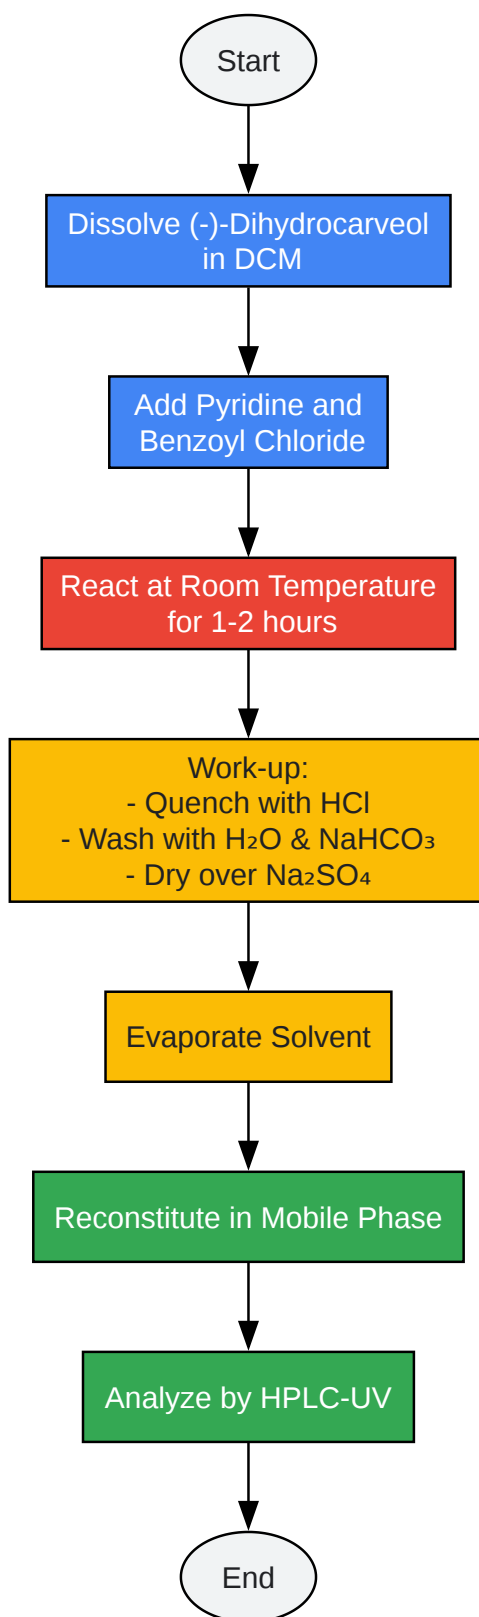 Start
Dissolve (-)-Dihydrocarveol
in DCM
Add Pyridine and
Benzoyl Chloride
React at Room Temperature
for 1-2 hours
Work-up:
- Quench with HCl
- Wash with H₂O & NaHCO₃
- Dry over Na₂SO₄
Evaporate Solvent
Reconstitute in Mobile Phase
Analyze by HPLC-UV
End